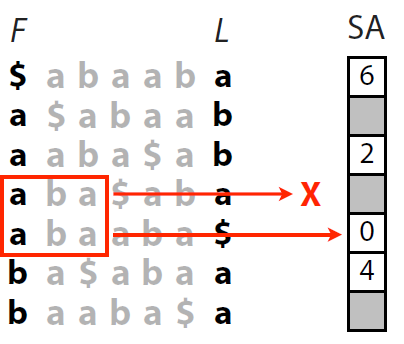 F L SA
$ a b a a b a 6
a $ a b a a b
a a b a $ a b 2
a b a $ a b a X
a b a a b a $ 0
b a $ a b a a 4
b a a b a $ a